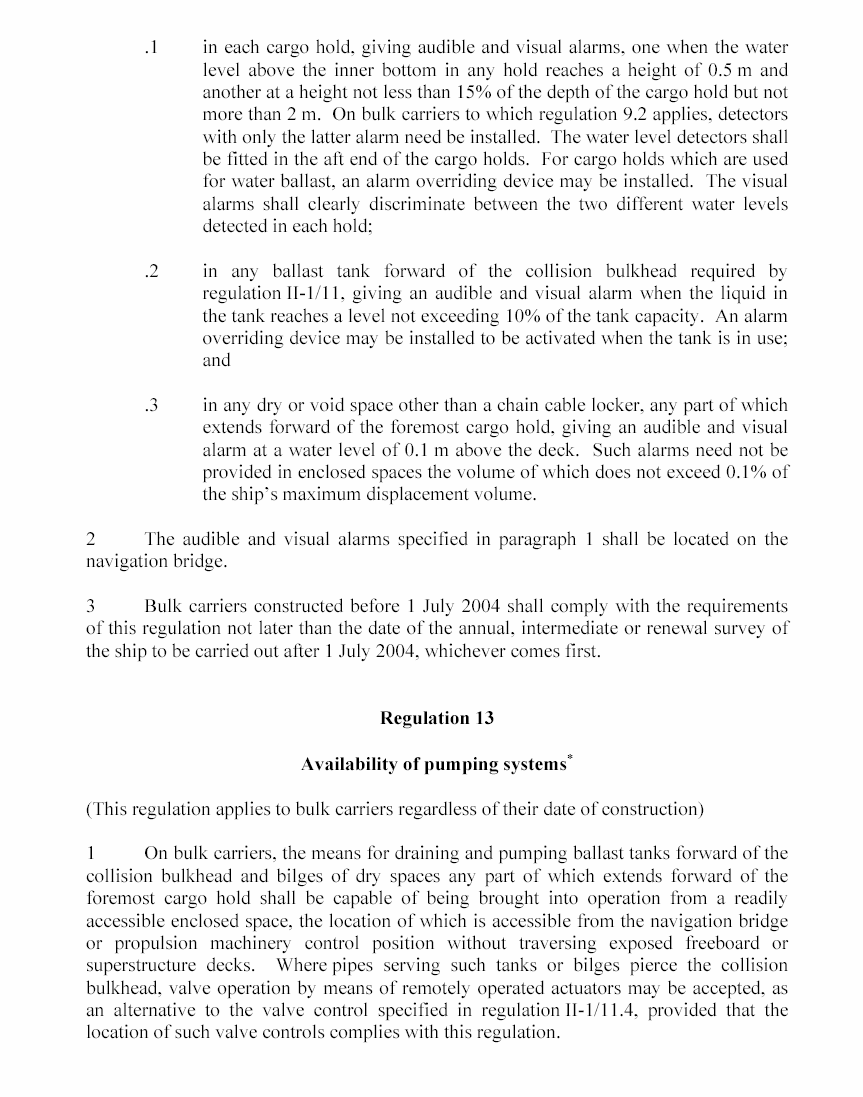 .1 in each cargo hold, giving audible and visual alarms, one when the water
level above the inner bottom in any hold reaches a height of 0.5 m and
another at a height not less than 15% of the depth of the cargo hold but not
more than 2 m. On bulk carriers to which regulation 9.2 applies, detectors
with only the latter alarm need be installed. The water level detectors shall
be fitted in the aft end of the cargo holds. For cargo holds which are used
for water ballast, an alarm overriding device may be installed. The visual
alarms shall clearly discriminate between the two different water levels
detected in each hold;
.2 in any ballast tank forward of the collision bulkhead required by
regulation II-1/11, giving an audible and visual alarm when the liquid in
the tank reaches a level not exceeding 10% of the tank capacity. An alarm
overriding device may be installed to be activated when the tank is in use;
and
.3 in any dry or void space other than a chain cable locker, any part of which
extends forward of the foremost cargo hold, giving an audible and visual
alarm at a water level of 0.1 m above the deck. Such alarms need not be
provided in enclosed spaces the volume of which does not exceed 0.1% of
the ship's maximum displacement volume.
2 The audible and visual alarms specified in paragraph 1 shall be located on the
navigation bridge.
3 Bulk carriers constructed before 1 July 2004 shall comply with the requirements
of this regulation not later than the date of the annual, intermediate or renewal survey of
the ship to be carried out after 1 July 2004, whichever comes first.
Regulation 13
Availability of pumping systems*
(This regulation applies to bulk carriers regardless of their date of construction)
1 On bulk carriers, the means for draining and pumping ballast tanks forward of the
collision bulkhead and bilges of dry spaces any part of which extends forward of the
foremost cargo hold shall be capable of being brought into operation from a readily
accessible enclosed space, the location of which is accessible from the navigation bridge
or propulsion machinery control position without traversing exposed freeboard or
superstructure decks. Where pipes serving such tanks or bilges pierce the collision
bulkhead, valve operation by means of remotely operated actuators may be accepted, as
an alternative to the valve control specified in regulation II-1/11.4, provided that the
location of such valve controls complies with this regulation.